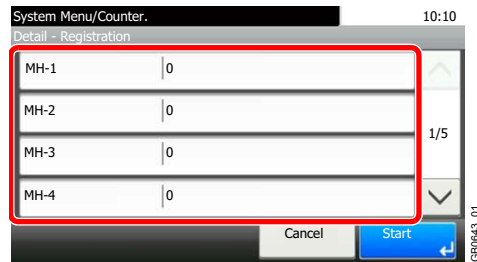 System Menu/Counter. 10:10
Detail - Registration
MH-1 0
MH-2 0
1/5
MH-3 0
MH-4 0
Cancel Start
GB0643_01